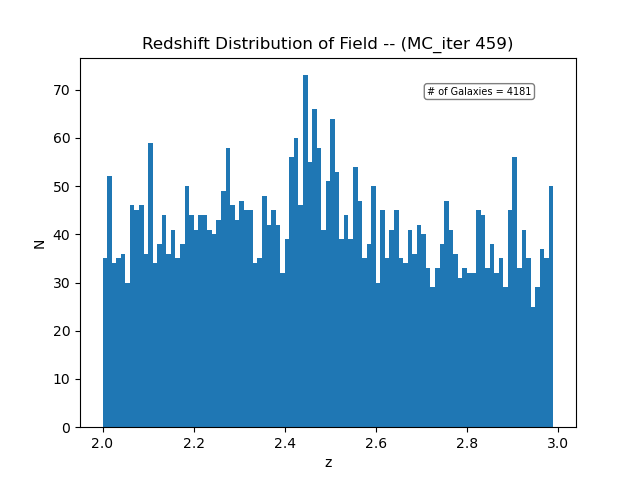 Redshift Distribution of Field -- (MC_iter 459)
# of Galaxies = 4181
70
60
50
40
30
20
10
0
N
2.0 2.2 2.4 2.6 2.8 3.0
z